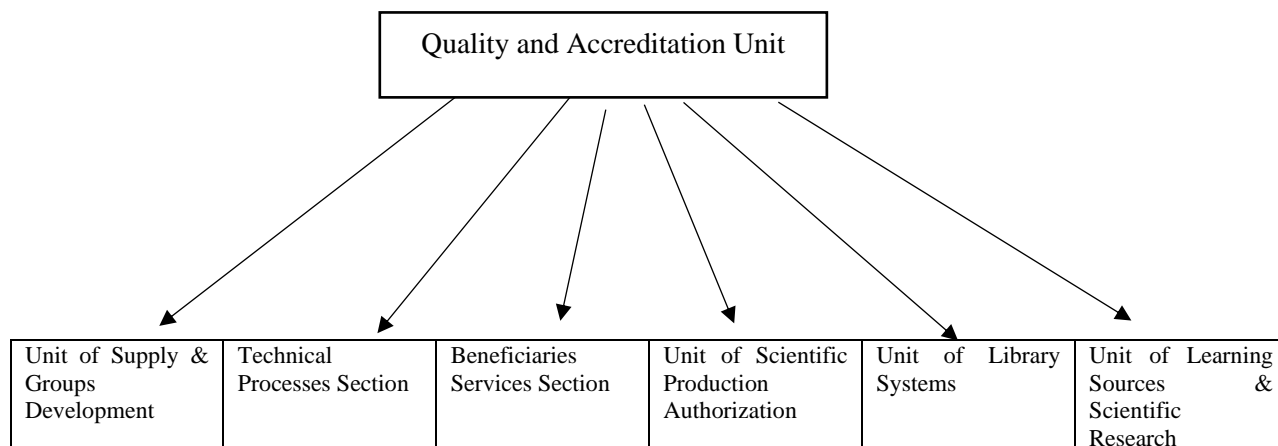 Quality and Accreditation Unit
Unit of Supply &
Groups
Development
Technical
Processes Section
Beneficiaries
Services Section
Unit of Scientific
Production
Authorization
Unit of Library
Systems
Unit of Learning
Sources &
Scientific
Research